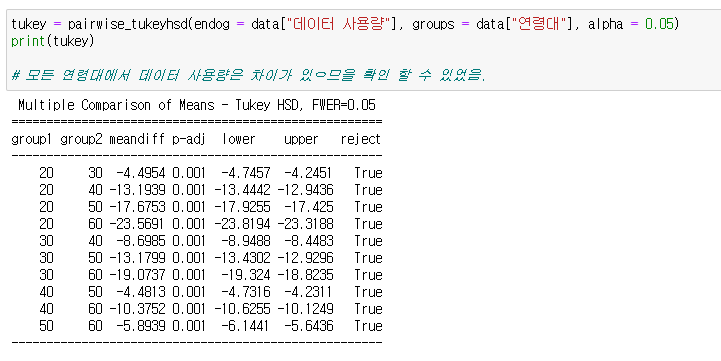 tukey = pairwise_tukeyhsd(endog = data["데이터 사용량"], groups = data["연령대"], alpha = 0.05)
print(tukey)
# 모든 연령대에서 데이터 사용량은 차이가 있ㅇ므을 확인 할 수 있었음.
Multiple Comparison of Means - Tukey HSD, FWER=0.05
====================================================
group1 group2 meandiff p-adj lower upper reject
----------------------------------------------------
20 30 -4.4954 0.001 -4.7457 -4.2451 True
20 40 -13.1939 0.001 -13.4442 -12.9436 True
20 50 -17.6753 0.001 -17.9255 -17.425 True
20 60 -23.5691 0.001 -23.8194 -23.3188 True
30 40 -8.6985 0.001 -8.9488 -8.4483 True
30 50 -13.1799 0.001 -13.4302 -12.9296 True
30 60 -19.0737 0.001 -19.324 -18.8235 True
40 50 -4.4813 0.001 -4.7316 -4.2311 True
40 60 -10.3752 0.001 -10.6255 -10.1249 True
50 60 -5.8939 0.001 -6.1441 -5.6436 True
----------------------------------------------------